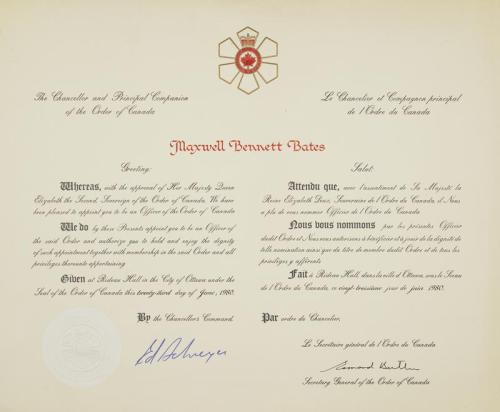 The Chancellor and Principal Companion
of the Order of Canada
Le Chancelier et Compagnon principal
de l'Ordre du Canada
Maxwell Bennett Bates
Greeting:
Whereas, with the approval of Her Majesty Queen
Elizabeth the Second, Sovereign of the Order of Canada, We have
been pleased to appoint you to be an Officer of the Order of Canada
We do by these Presents appoint you to be an Officer of
the said Order and authorize you to hold and enjoy the dignity
of such appointment together with membership in the said Order and all
privileges thereunto appertaining
Given at Rideau Hall in the City of Ottawa under the
Seal of the Order of Canada this twenty-third day of June, 1980.
By the Chancellor's Command,
Ed Schreyer
Salut:
Attendu que, avec l'assentiment de Sa Majesté la
Reine Elizabeth Deux, Souveraine de l'Ordre du Canada, il Nous
a plu de vous nommer Officier de l'Ordre du Canada
Nous vous nommons par les présentes Officier
dudit Ordre et Nous vous autorisons à bénéficier et à jouir de la dignité de
telle nomination ainsi que du titre de membre dudit Ordre et de tous les
privilèges y afférents
Fait à Rideau Hall, dans la ville d'Ottawa, sous le Sceau
de l'Ordre du Canada, ce vingt-troisième jour de juin 1980.
Par ordre du Chancelier,
Le Secrétaire général de l'Ordre du Canada
Secretary General of the Order of Canada